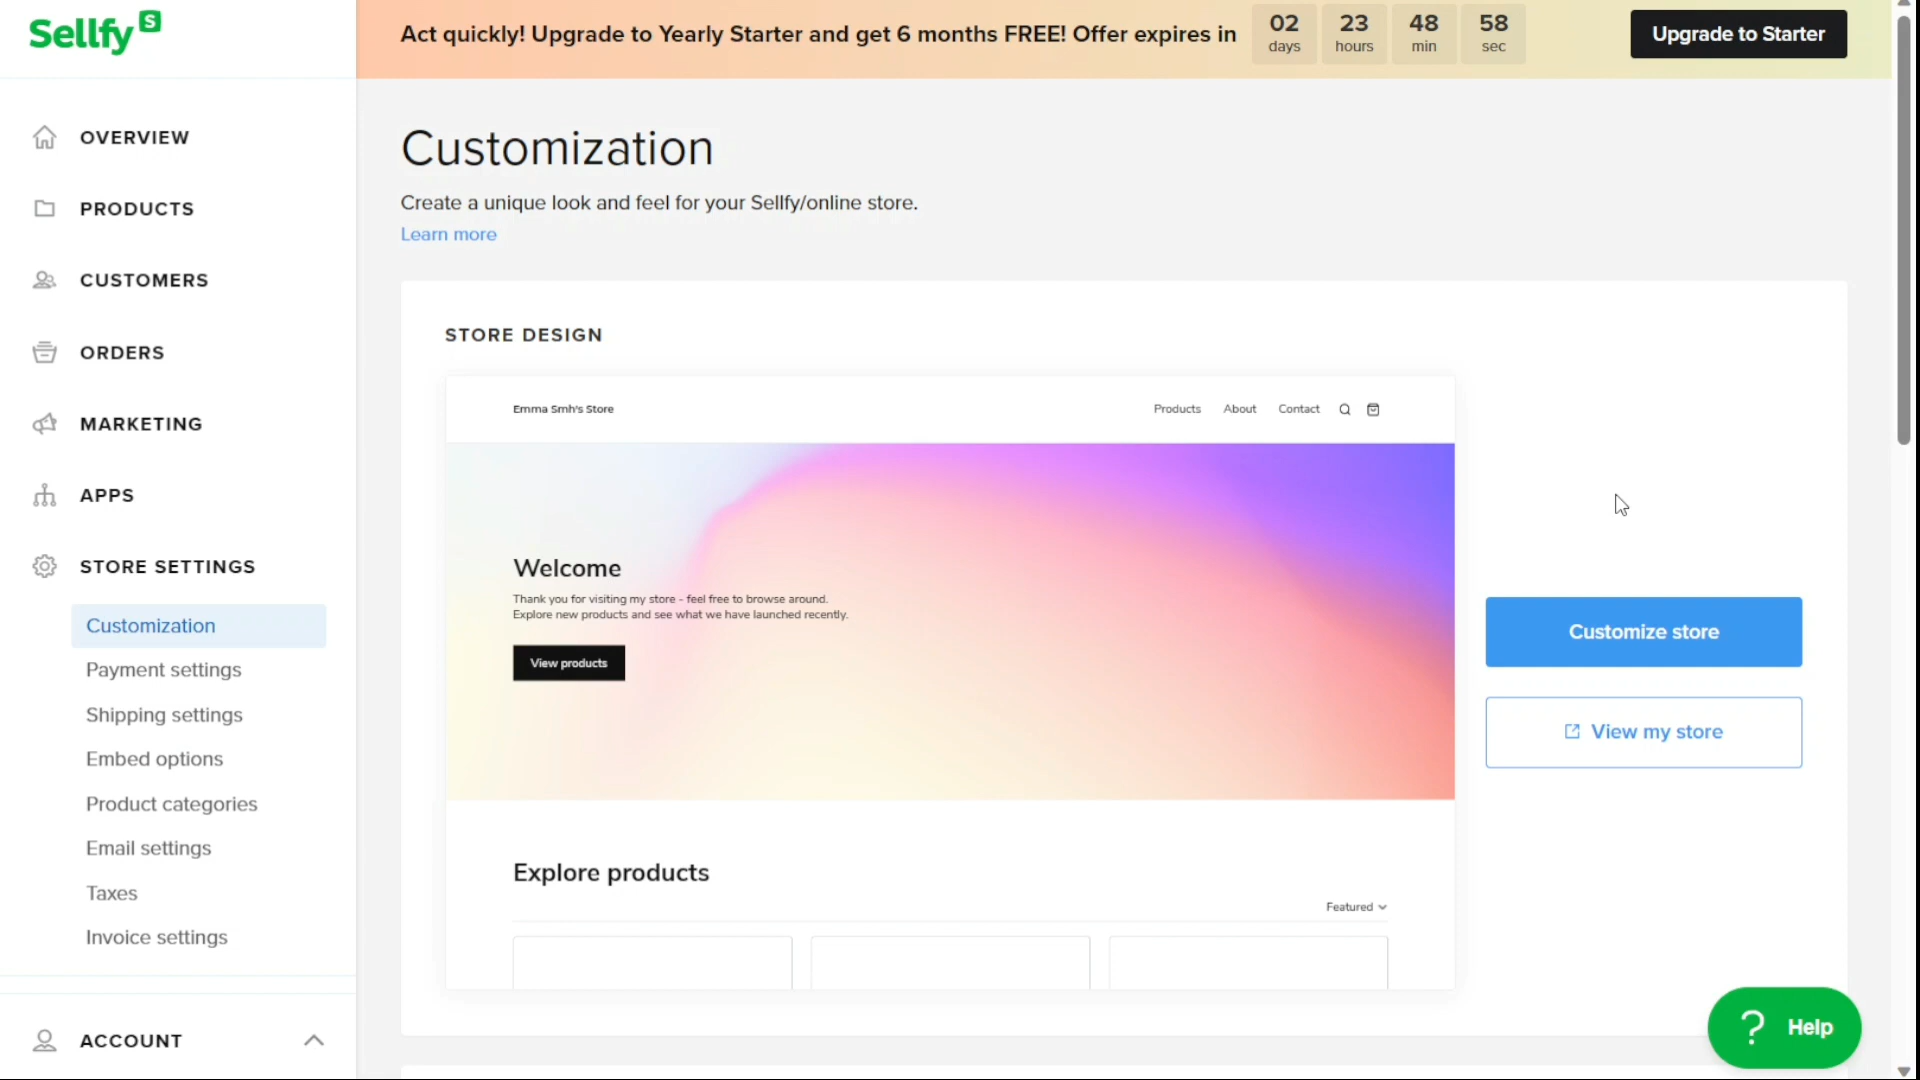 Sellfy S
Act quickly! Upgrade to Yearly Starter and get 6 months FREE! Offer expires in
02 days
23 hours
48 min
58 sec
Upgrade to Starter
OVERVIEW
PRODUCTS
CUSTOMERS
ORDERS
MARKETING
APPS
STORE SETTINGS
Customization
Payment settings
Shipping settings
Embed options
Product categories
Email settings
Taxes
Invoice settings
ACCOUNT
Customization
Create a unique look and feel for your Sellfy/online store.
Learn more
STORE DESIGN
Emma Smh's Store
Products About Contact
Welcome
Thank you for visiting my store - feel free to browse around.
Explore new products and see what we have launched recently.
View products
Explore products
Featured
Customize store
View my store
? Help